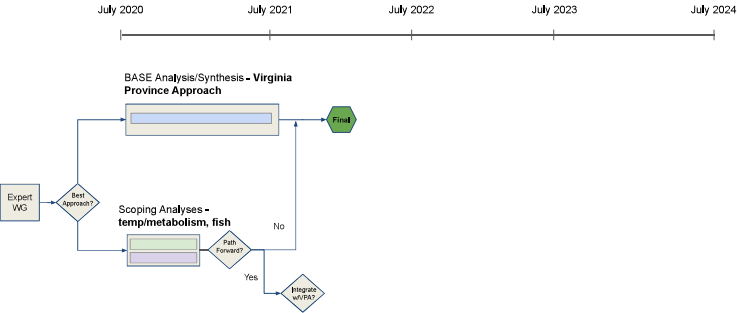 July 2020 July 2021 July 2022 July 2023 July 2024
BASE Analysis/Synthesis - Virginia
Province Approach
Final
Expert
WG
Best
Approach?
Scoping Analyses -
temp/metabolism, fish
No
Path
Forward?
Yes
Integrate
w/VPA?